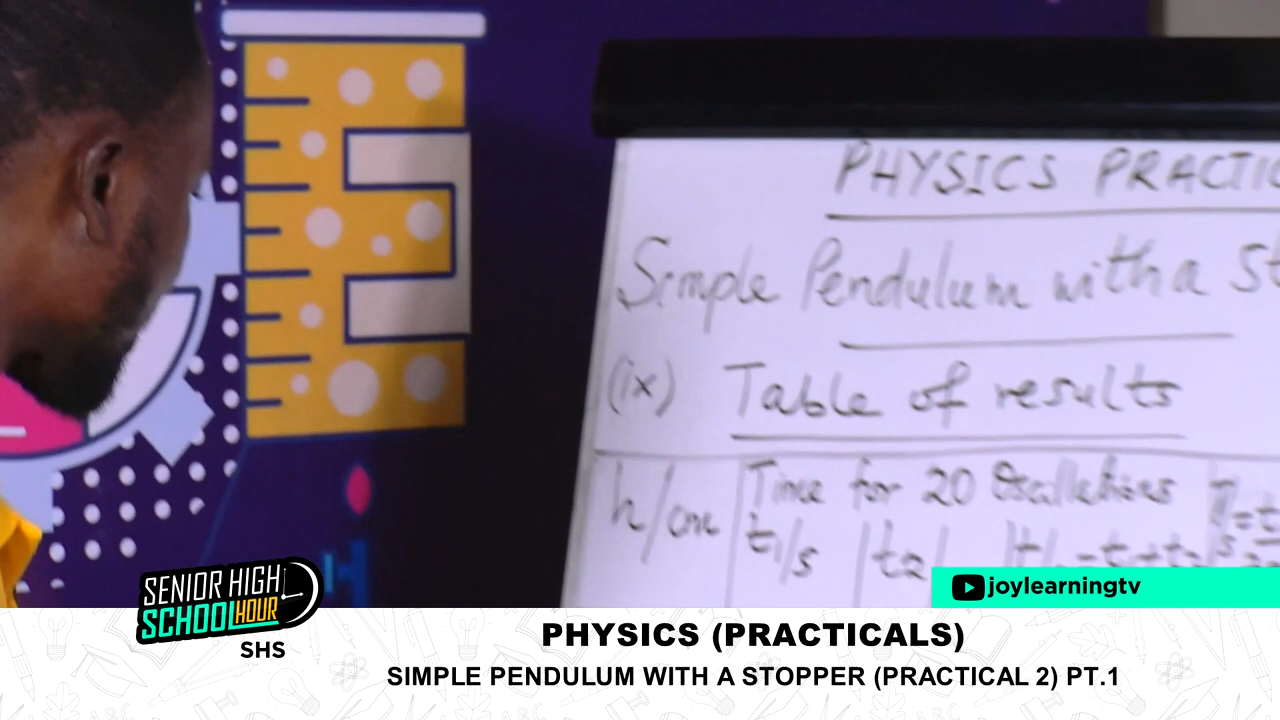 PHYSICS PRACTIC
Simple Pendulum with a St
(ix) Table of results
h/cm
Time for 20 Oscillations
t₁/s
t₂
joylearningtv
SENIOR HIGH
SCHOOL HOUR
SHS
PHYSICS (PRACTICALS)
SIMPLE PENDULUM WITH A STOPPER (PRACTICAL 2) PT.1